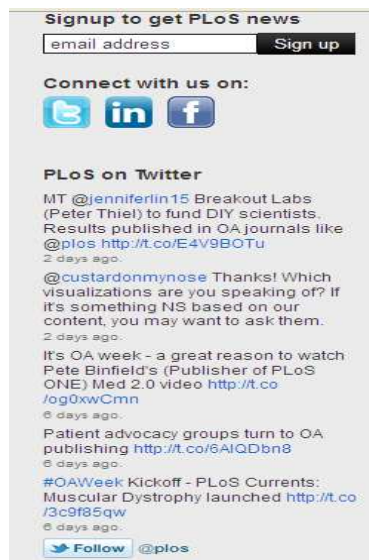 Signup to get PLoS news
email address Sign up
Connect with us on:
in f
PLoS on Twitter
MT @jenniferlin15 Breakout Labs
(Peter Thiel) to fund DIY scientists.
Results published in OA journals like
@plos http://t.co/E4V9BOTu
2 days ago.
@custardonmynose Thanks! Which
visualizations are you speaking of? If
it's something NS based on our
content, you may want to ask them.
2 days ago.
It's OA week - a great reason to watch
Pete Binfield's (Publisher of PLoS
ONE) Med 2.0 video http://t.co
/og0xwCmn
6 days ago.
Patient advocacy groups turn to OA
publishing http://t.co/6AIQDbn8
6 days ago.
#OAWeek Kickoff - PLoS Currents:
Muscular Dystrophy launched http://t.co
/3c9f85qw
6 days ago.
Follow @plos